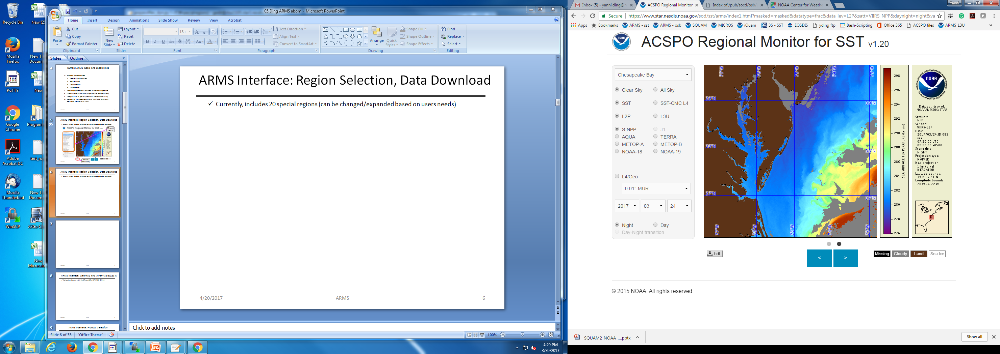 Recycle Bin
New (2)
Mozilla
Firefox
PuTTY
Google
Chrome
Adobe
Acrobat DC
Mozilla
Thunderbird
WinSCP
05 Ding ARMS abom - Microsoft PowerPoint
Home Insert Design Animations Slide Show Review View Acrobat
Paste
Cut
Copy
Format Painter
Clipboard
New
Slide
Layout
Reset
Delete
Slides
18
Font
Text Direction
Align Text
Convert to SmartArt
Paragraph
Arrange
Quick
Styles
Shape Fill
Shape Outline
Shape Effects
Drawing
Find
Replace
Select
Editing
Slides Outline
4
Current ARMS Goals and Capabilities
5
ARMS Interface: Region Selection, Data Download
ACSPO Regional Monitor for SST
6
ARMS Interface: Region Selection, Data Download
7
8
ARMS Interface: Clear-sky and All-sky SSTs/ΔSSTs
9
ARMS Interface: Product Selection
ARMS Interface: Region Selection, Data Download
✓ Currently, includes 20 special regions (can be changed/expanded based on users needs)
4/20/2017 ARMS 6
Click to add notes
Slide 6 of 33 "Office Theme" 100%
4:29 PM
3/30/2017
Inbox (5) - yanni.ding@n
ACSPO Regional Monitor
Index of /pub/socd/osb/
NOAA Center for Weathe
Yanni
Secure https://www.star.nesdis.noaa.gov/sod/sst/arms/index1.html?masked=masked&datatype=frac&data_lev=L2P&satt=VIIRS_NPP&daynight=night&va
Apps Bookmarks ARMS - sst ARMS - osb SQUAM MICROS iQuam 3S - SST EOSDIS yding ftp Bash-Scripting Office 365 ACSPO files ARMS_L3U »
NOAA
ACSPO Regional Monitor for SST v1.20
Chesapeake Bay
Clear Sky All Sky
SST SST-CMC L4
L2P L3U
S-NPP J1
AQUA TERRA
METOP-A METOP-B
NOAA-18 NOAA-19
L4/Geo
0.01° MUR
2017 03 24
Night Day
Day-Night transition
77°W 76°W 75°W 74°W 73°W
39°N 39°N
38°N 38°N
37°N 37°N
77°W 76°W 75°W 74°W 73°W
298
296
294
292
290
288
286
284
282
280
278
276
SEA SURFACE TEMPERATURE (kelvin)
NATIONAL OCEANIC AND ATMOSPHERIC ADMINISTRATION
NOAA
U.S. DEPARTMENT OF COMMERCE
Data courtesy of:
NOAA/NESDIS/STAR
Satellite:
NPP
Sensor:
VIIRS-L2P
Date:
2017/03/24 JD 083
Time:
07:20:00 UTC
02:20:00 -0500
Scene time:
NIGHT
Projection type:
MAPPED
Map projection:
1 km/pixel
MERCATOR
Latitude bounds:
35 N -> 41 N
Longitude bounds:
78 W -> 72 W
hdf
< >
Missing Cloudy Land Sea Ice
© 2015 NOAA. All rights reserved.
SQUAM2-NOAA-....pptx
Show all